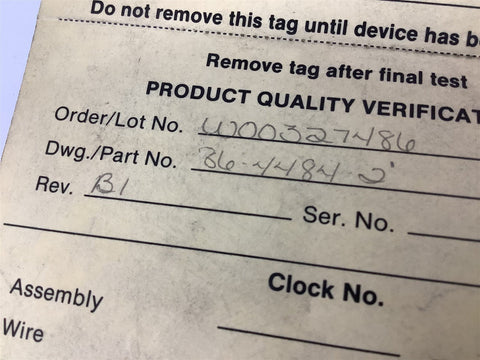 Do not remove this tag until device has b
Remove tag after final test
PRODUCT QUALITY VERIFICAT
Order/Lot No. W00327486
Dwg./Part No. 36-4484-2
Rev. B1
Ser. No.
Clock No.
Assembly
Wire